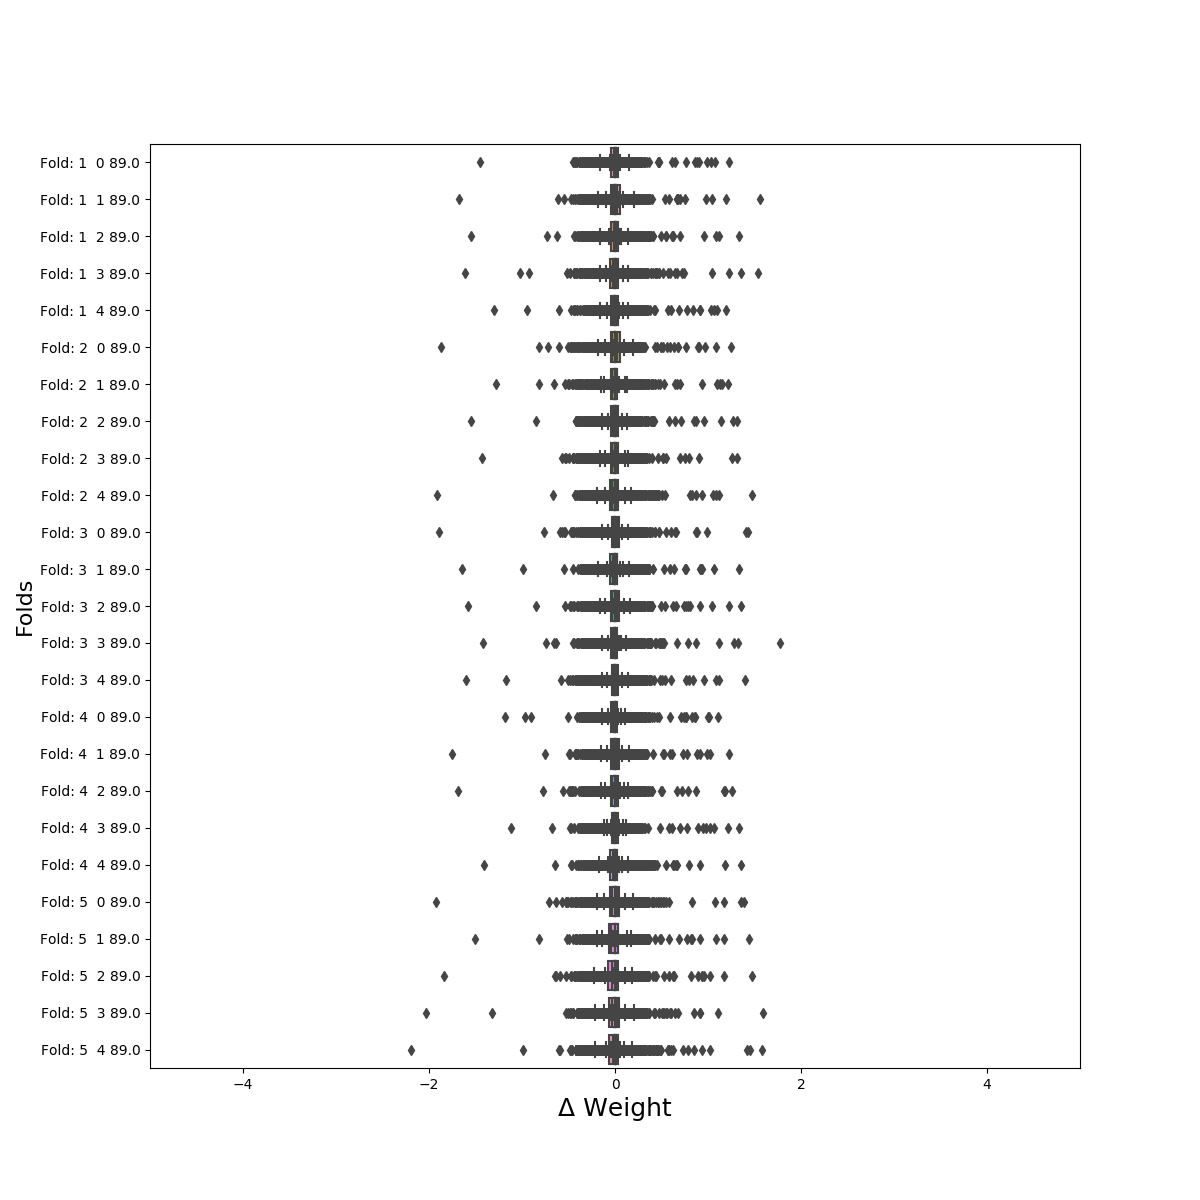 Fold: 1  0 89.0
Fold: 1  1 89.0
Fold: 1  2 89.0
Fold: 1  3 89.0
Fold: 1  4 89.0
Fold: 2  0 89.0
Fold: 2  1 89.0
Fold: 2  2 89.0
Fold: 2  3 89.0
Fold: 2  4 89.0
Fold: 3  0 89.0
Fold: 3  1 89.0
Fold: 3  2 89.0
Fold: 3  3 89.0
Fold: 3  4 89.0
Fold: 4  0 89.0
Fold: 4  1 89.0
Fold: 4  2 89.0
Fold: 4  3 89.0
Fold: 4  4 89.0
Fold: 5  0 89.0
Fold: 5  1 89.0
Fold: 5  2 89.0
Fold: 5  3 89.0
Fold: 5  4 89.0
Folds
−4 −2 0 2 4
Δ Weight